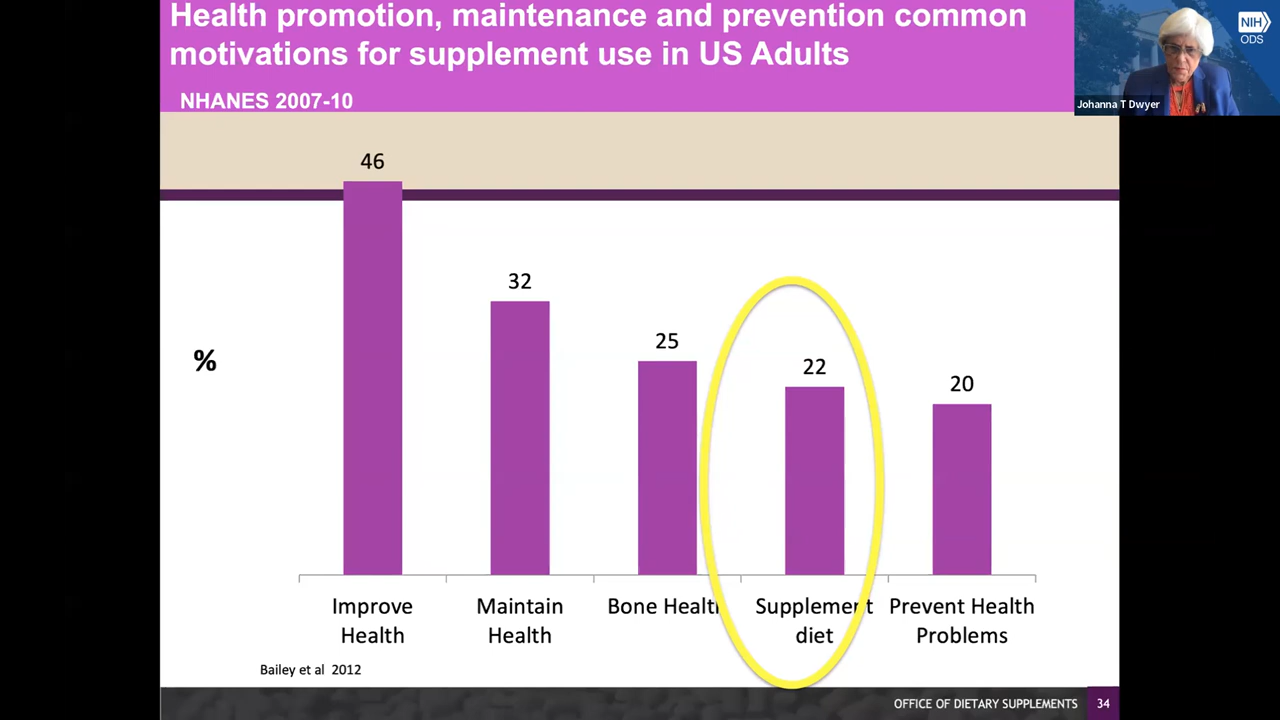 Health promotion, maintenance and prevention common
motivations for supplement use in US Adults
NHANES 2007-10
NIH
ODS
Johanna T Dwyer
46
32
25
22
20
%
Improve
Health
Maintain
Health
Bone Health
Supplement
diet
Prevent Health
Problems
Bailey et al 2012
OFFICE OF DIETARY SUPPLEMENTS
34